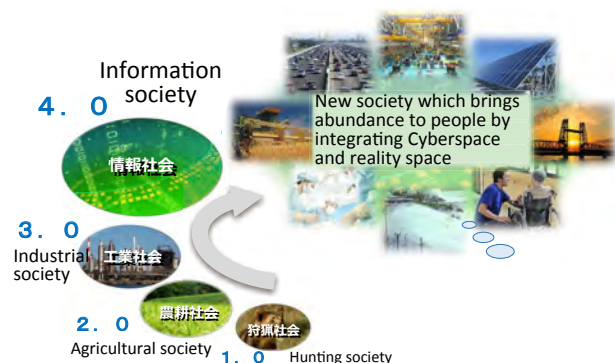 Information
society
4. 0
情報社会
New society which brings
abundance to people by
integrating Cyberspace
and reality space
3. 0
Industrial
society
工業社会
農耕社会
2. 0
Agricultural society
狩猟社会
1. 0
Hunting society